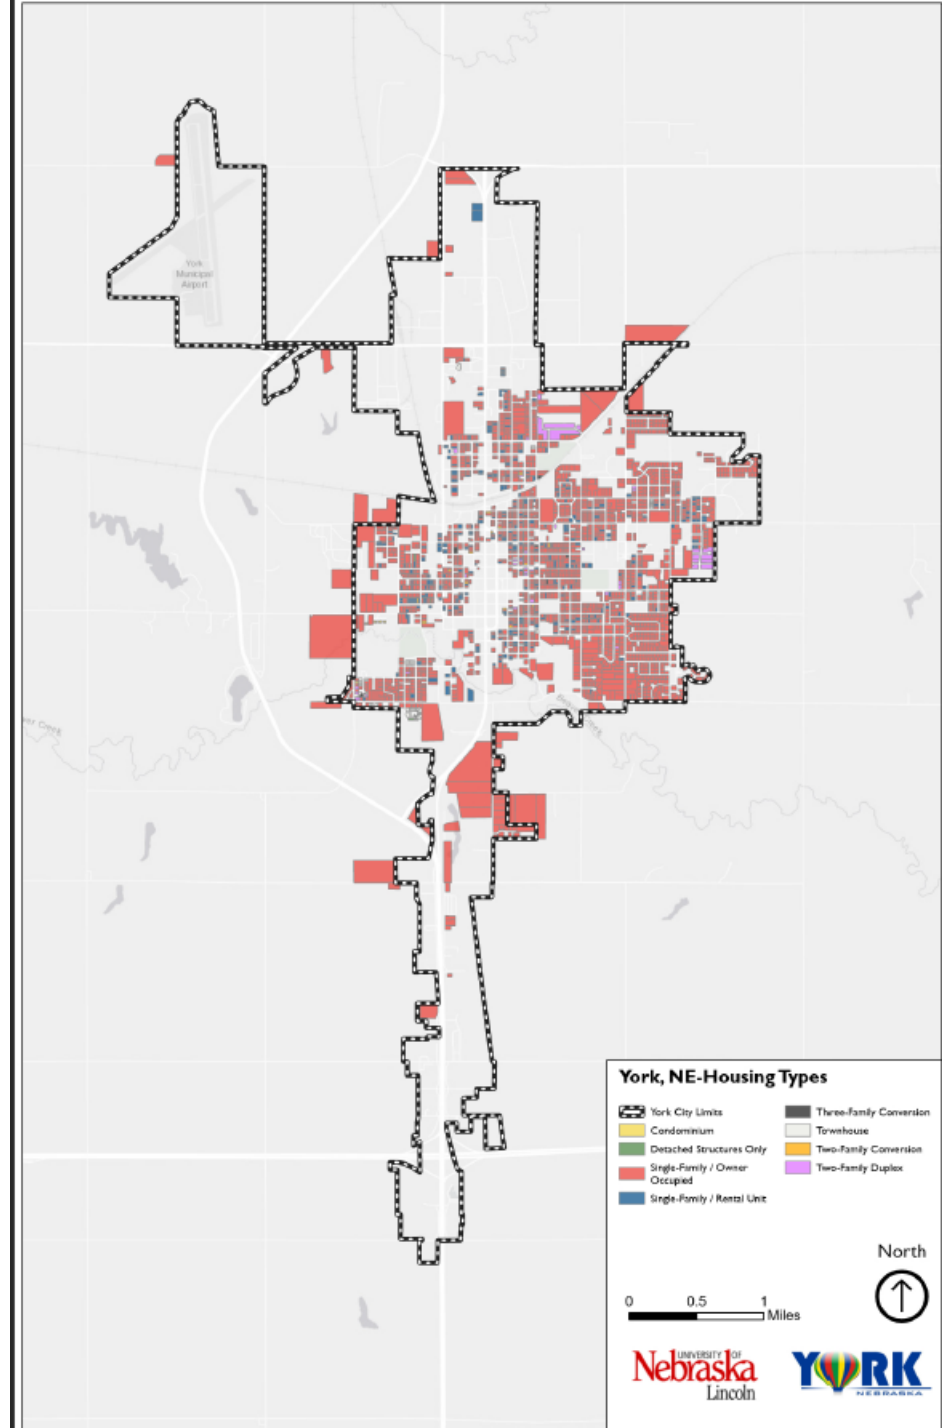 York
Municipal
Airport
Beaver Creek
York, NE-Housing Types
York City Limits
Condominium
Detached Structures Only
Single-Family / Owner
Occupied
Single-Family / Rental Unit
Three-Family Conversion
Townhouse
Two-Family Conversion
Two-Family Duplex
North
0 0.5 1
Miles
UNIVERSITY OF
Nebraska
Lincoln
YORK
NEBRASKA